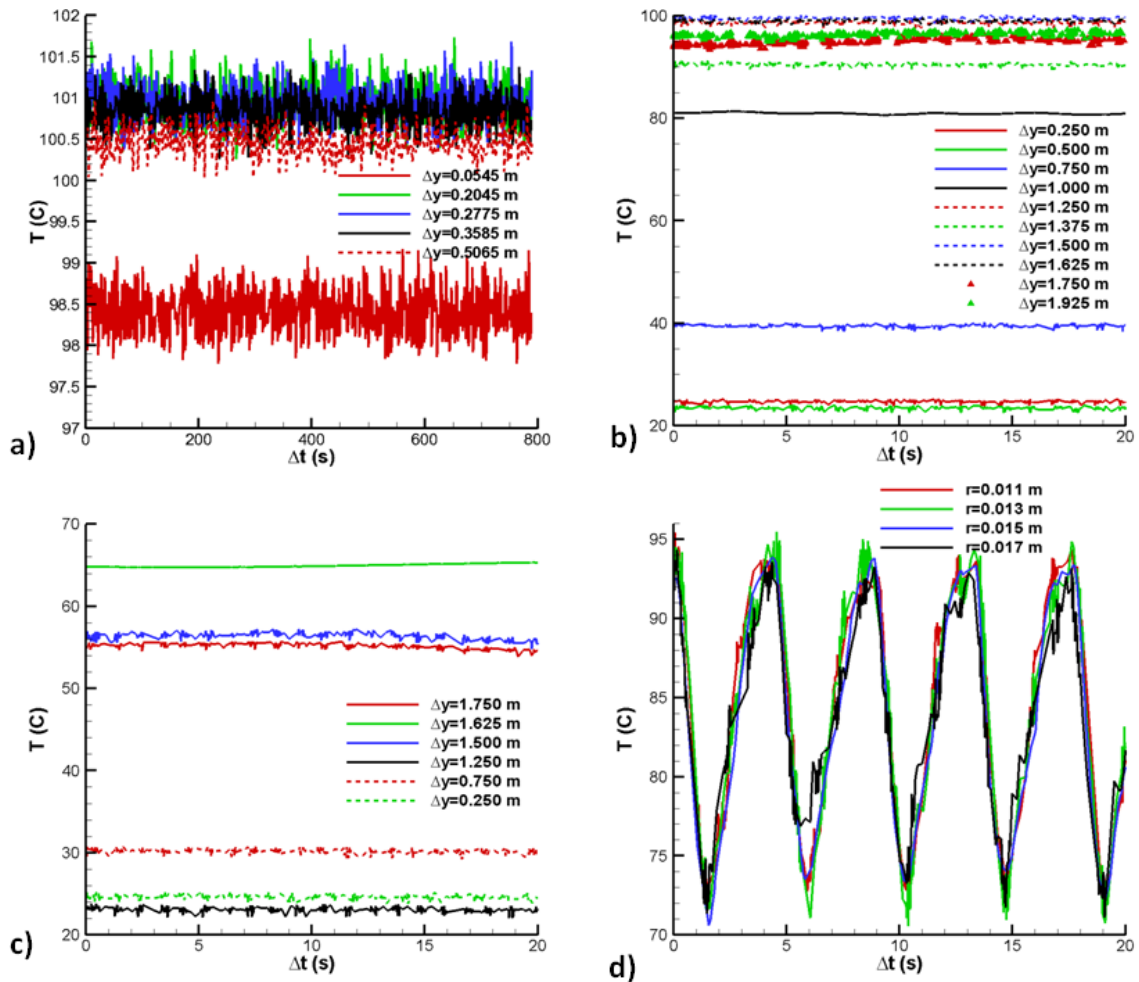 102
101.5
101
100.5
100
99.5
99
98.5
98
97.5
97
T (C)
Δy=0.0545 m
Δy=0.2045 m
Δy=0.2775 m
Δy=0.3585 m
Δy=0.5065 m
0 200 400 600 800
Δt (s)
a)
100
80
60
40
20
T (C)
Δy=0.250 m
Δy=0.500 m
Δy=0.750 m
Δy=1.000 m
Δy=1.250 m
Δy=1.375 m
Δy=1.500 m
Δy=1.625 m
Δy=1.750 m
Δy=1.925 m
0 5 10 15 20
Δt (s)
b)
70
60
50
40
30
20
T (C)
Δy=1.750 m
Δy=1.625 m
Δy=1.500 m
Δy=1.250 m
Δy=0.750 m
Δy=0.250 m
0 5 10 15 20
Δt (s)
c)
r=0.011 m
r=0.013 m
r=0.015 m
r=0.017 m
95
90
85
80
75
70
T (C)
0 5 10 15 20
Δt (s)
d)